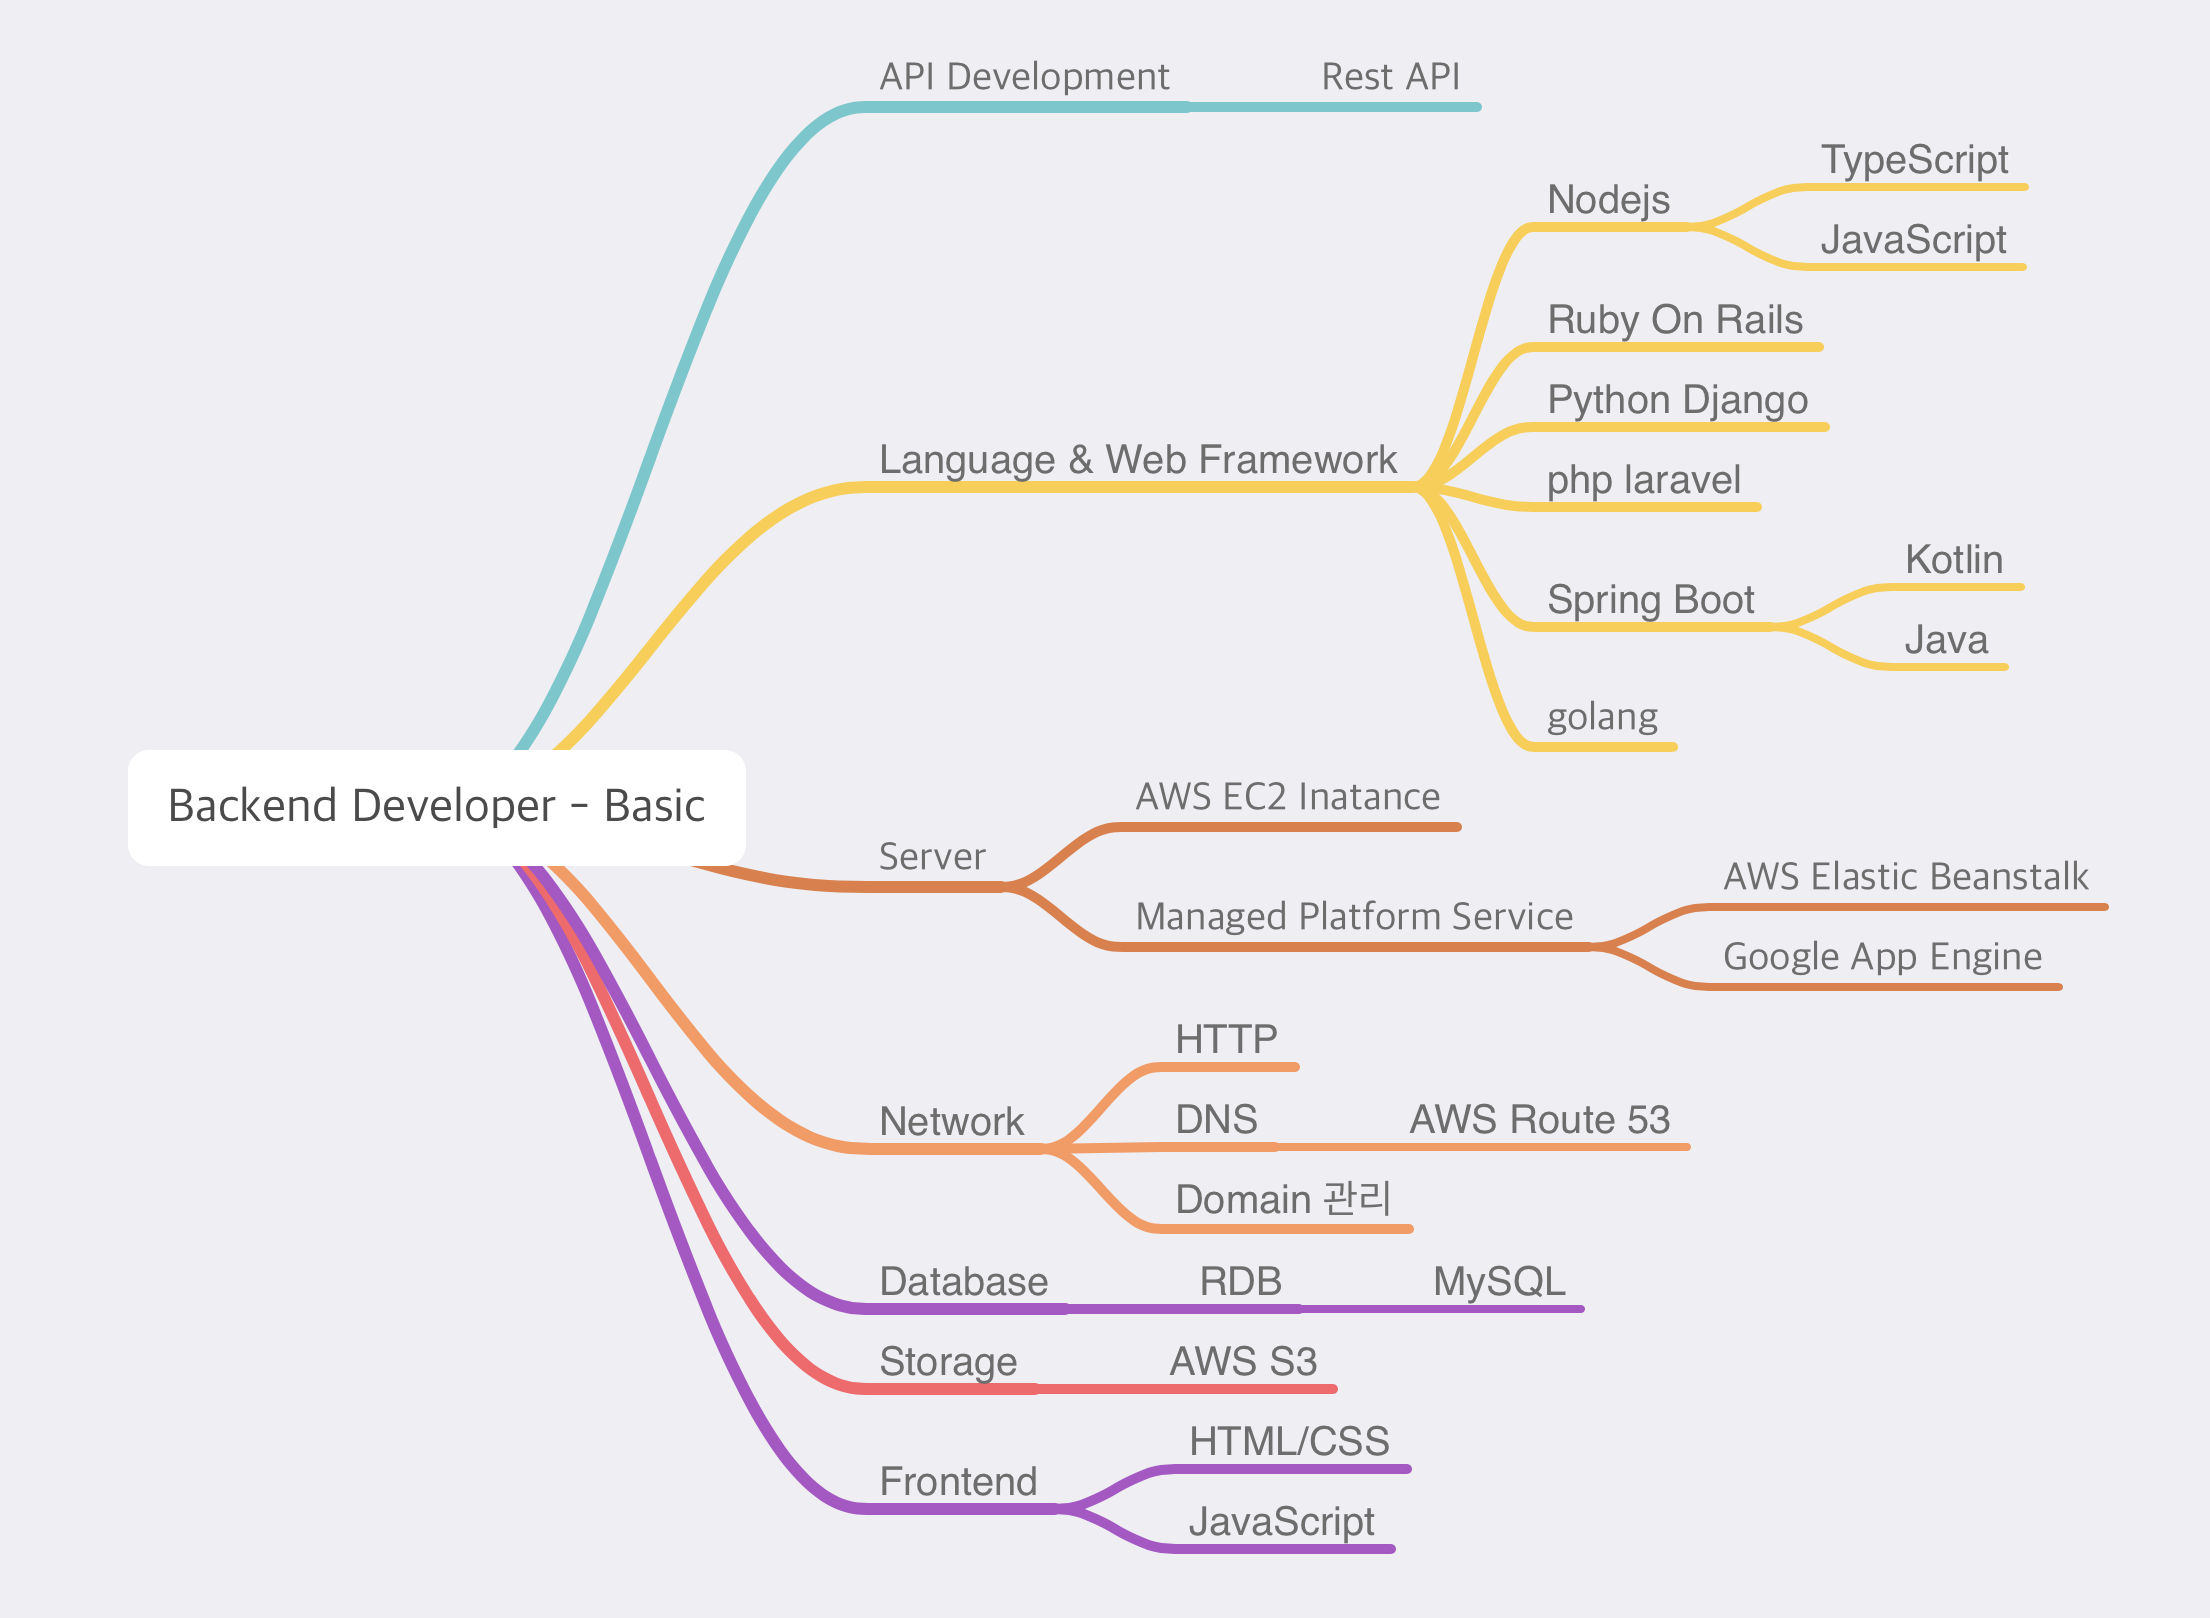 API Development
Rest API
TypeScript
Nodejs
JavaScript
Ruby On Rails
Python Django
Language & Web Framework
php laravel
Kotlin
Spring Boot
Java
golang
Backend Developer - Basic
AWS EC2 Inatance
Server
AWS Elastic Beanstalk
Managed Platform Service
Google App Engine
HTTP
Network
DNS
AWS Route 53
Domain 관리
Database
RDB
MySQL
Storage
AWS S3
HTML/CSS
Frontend
JavaScript